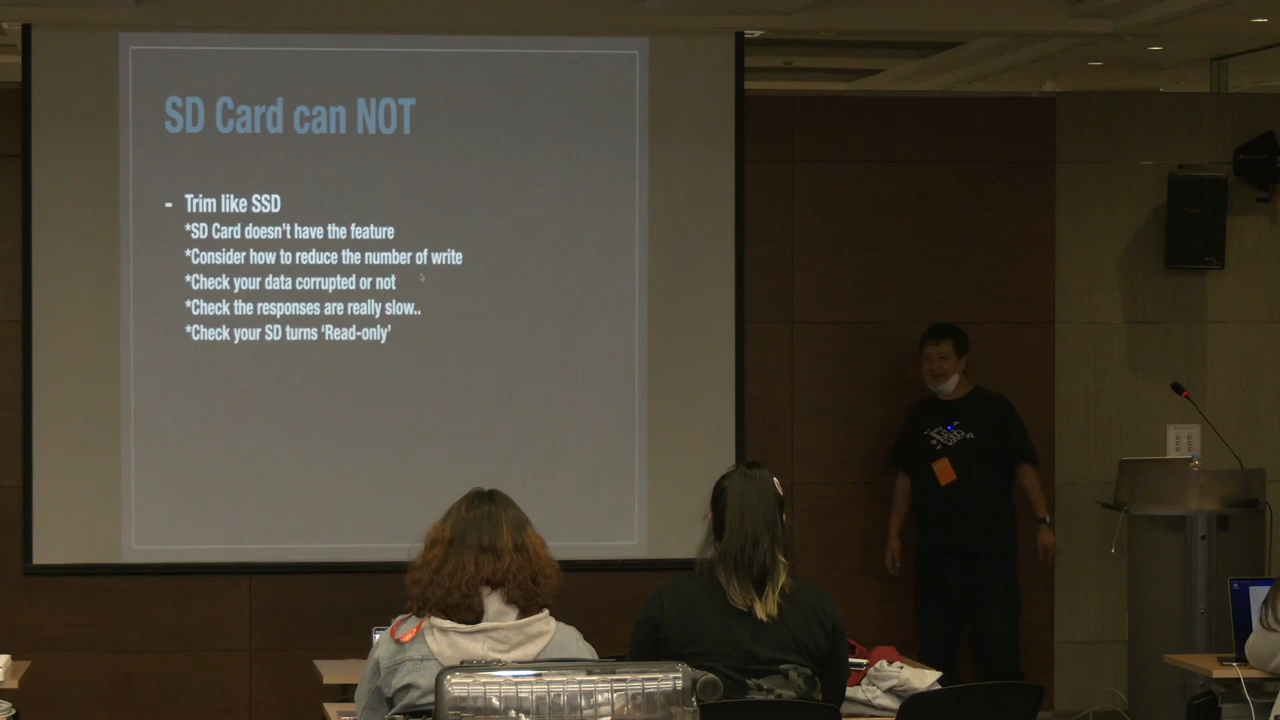 SD Card can NOT
- Trim like SSD
*SD Card doesn't have the feature
*Consider how to reduce the number of write
*Check your data corrupted or not
*Check the responses are really slow..
*Check your SD turns ‘Read-only’